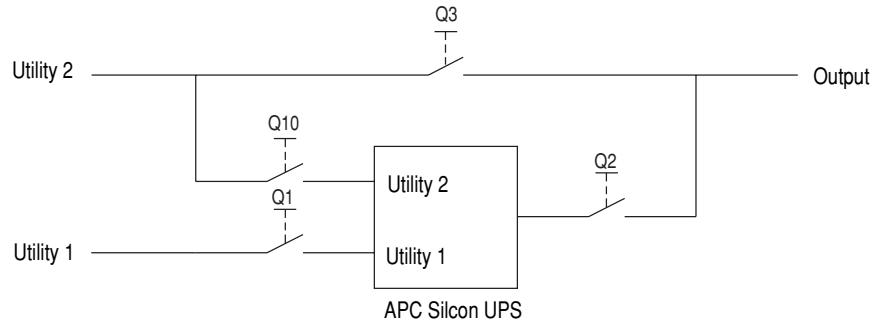 Q3
Utility 2
Output
Q10
Q2
Utility 2
Q1
Utility 1
Utility 1
APC Silcon UPS